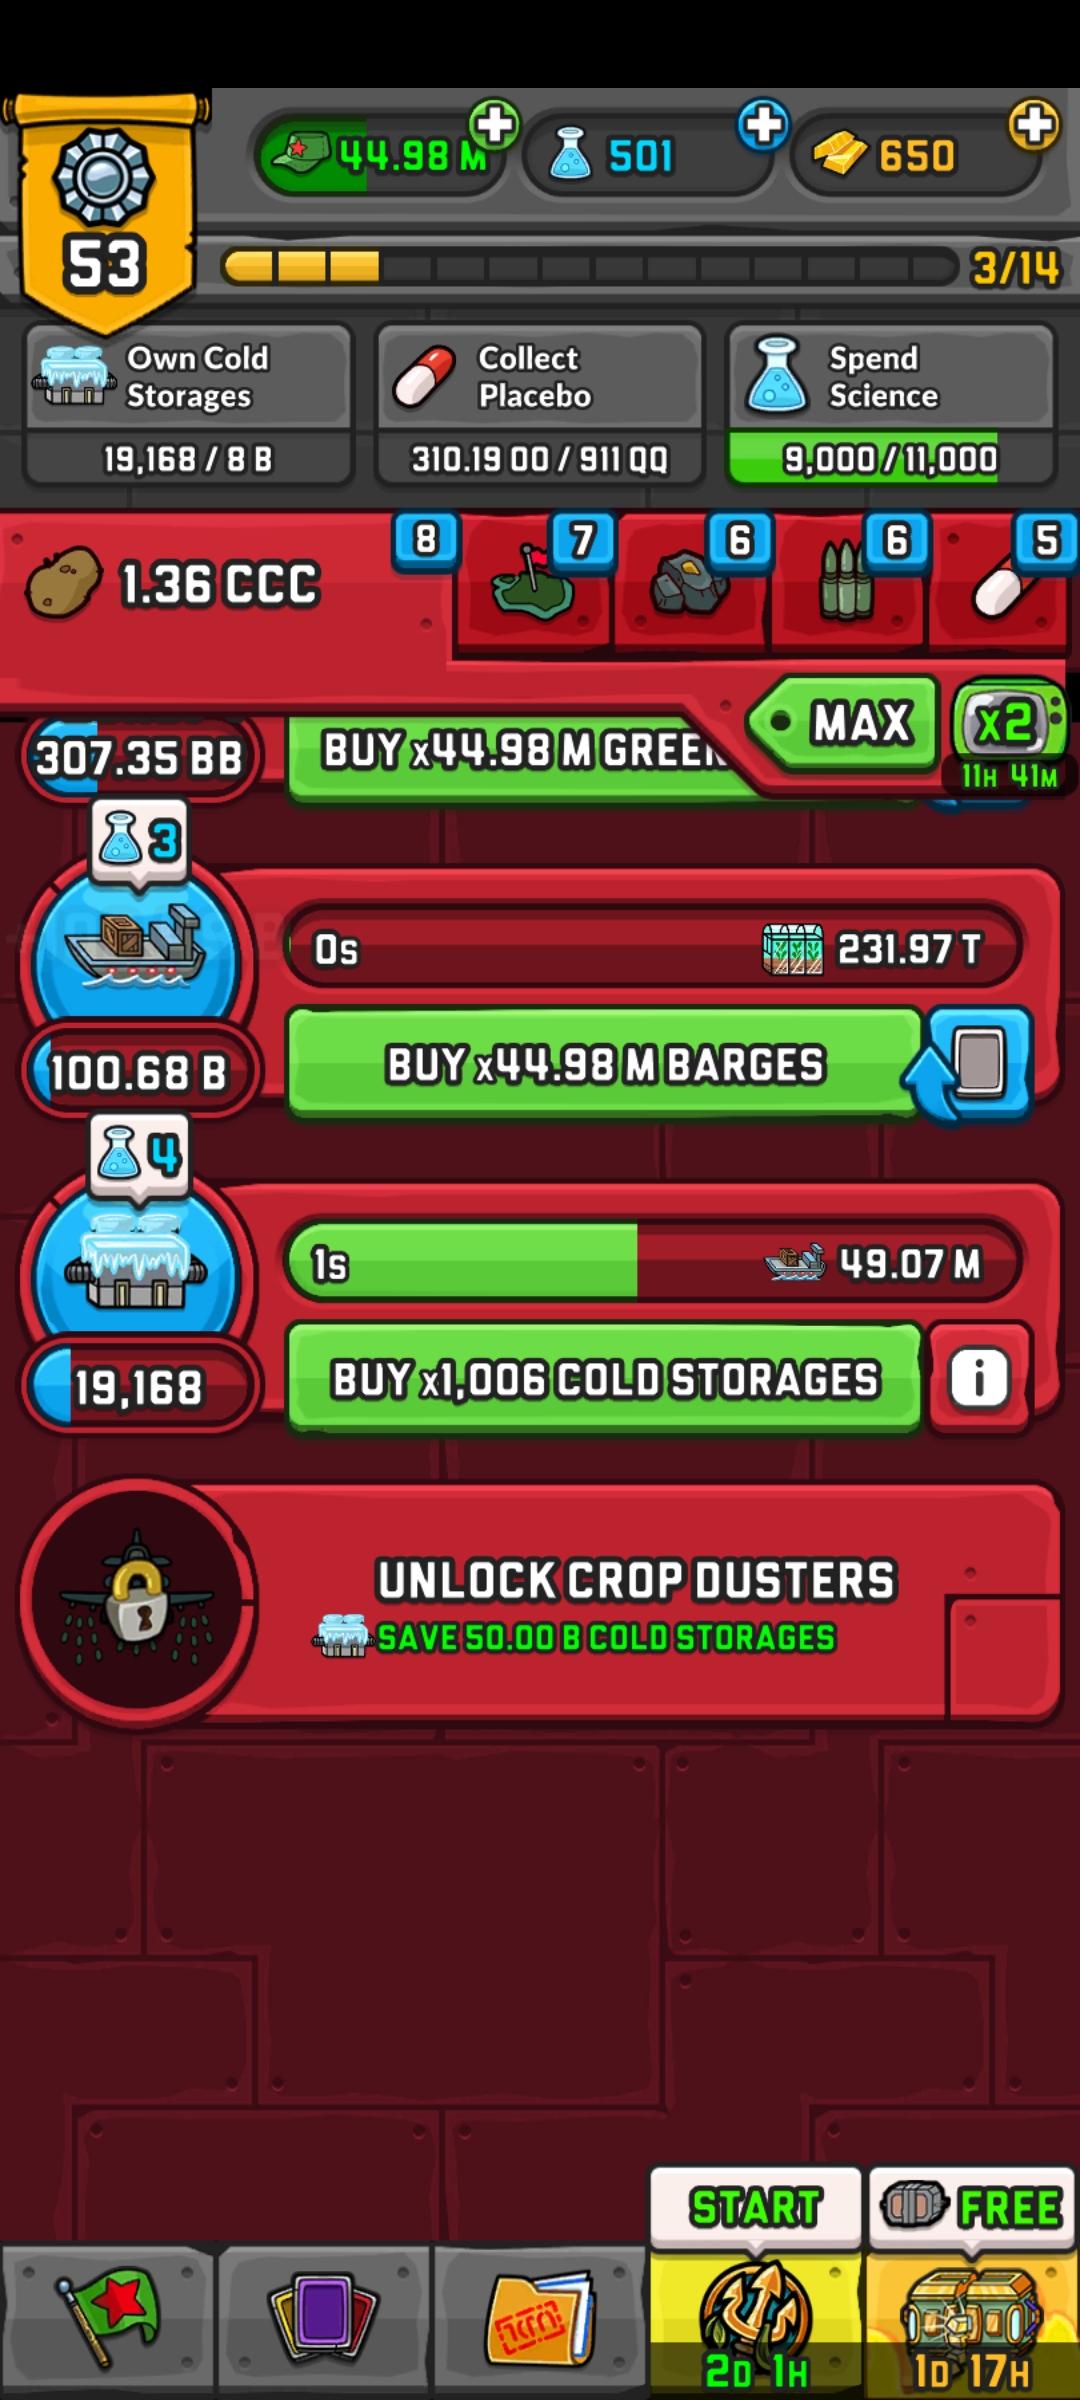 53
44.98 M
501
650
3/14
Own Cold
Storages
19,168 / 8 B
Collect
Placebo
310.19 OO / 911 QQ
Spend
Science
9,000 / 11,000
1.36 CCC
8
7
6
6
5
MAX
x2
11H 41M
307.35 BB
BUY x44.98 M GREEN
3
0s
231.97 T
100.68 B
BUY x44.98 M BARGES
4
1s
49.07 M
19,168
BUY x1,006 COLD STORAGES
i
UNLOCK CROP DUSTERS
SAVE 50.00 B COLD STORAGES
START
FREE
2D 1H
1D 17H